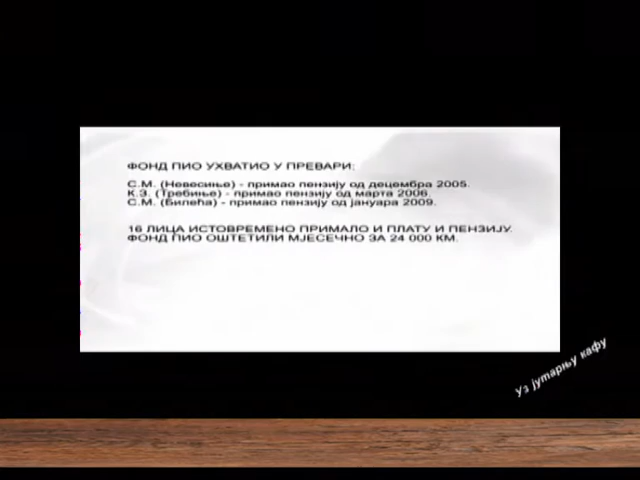 ФОНД ПИО УХВАТИО У ПРЕВАРИ:
С.М. (Невесиње) - примао пензију од децембра 2005.
К.З. (Требиње) - примао пензију од марта 2006.
С.М. (Билећа) - примао пензију од јануара 2009.
16 ЛИЦА ИСТОВРЕМЕНО ПРИМАЛО И ПЛАТУ И ПЕНЗИЈУ.
ФОНД ПИО ОШТЕТИЛИ МЈЕСЕЧНО ЗА 24 000 КМ.
Уз јутарњу кафу